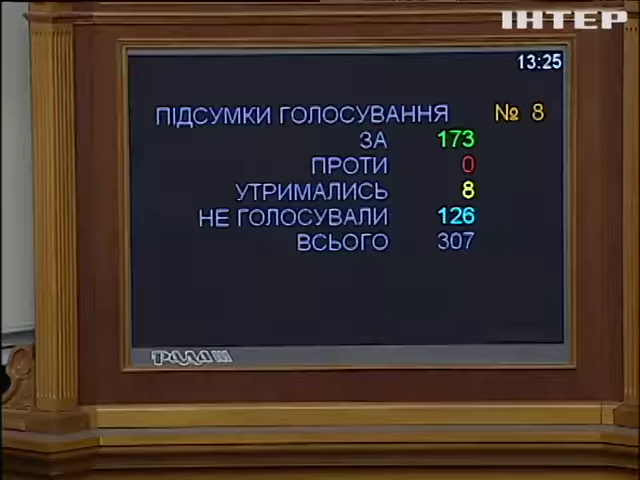 ІНТЕР
13:25
ПІДСУМКИ ГОЛОСУВАННЯ № 8
ЗА 173
ПРОТИ 0
УТРИМАЛИСЬ 8
НЕ ГОЛОСУВАЛИ 126
ВСЬОГО 307
РАДА III